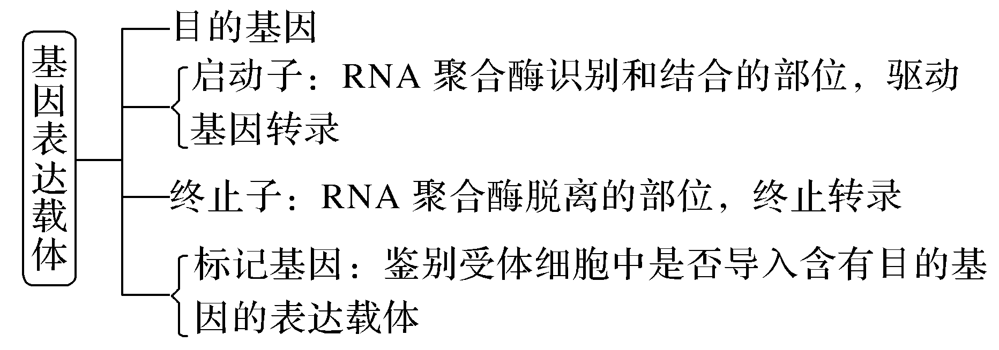 基因表达载体
目的基因
启动子：RNA 聚合酶识别和结合的部位，驱动
基因转录
终止子：RNA 聚合酶脱离的部位，终止转录
标记基因：鉴别受体细胞中是否导入含有目的基
因的表达载体